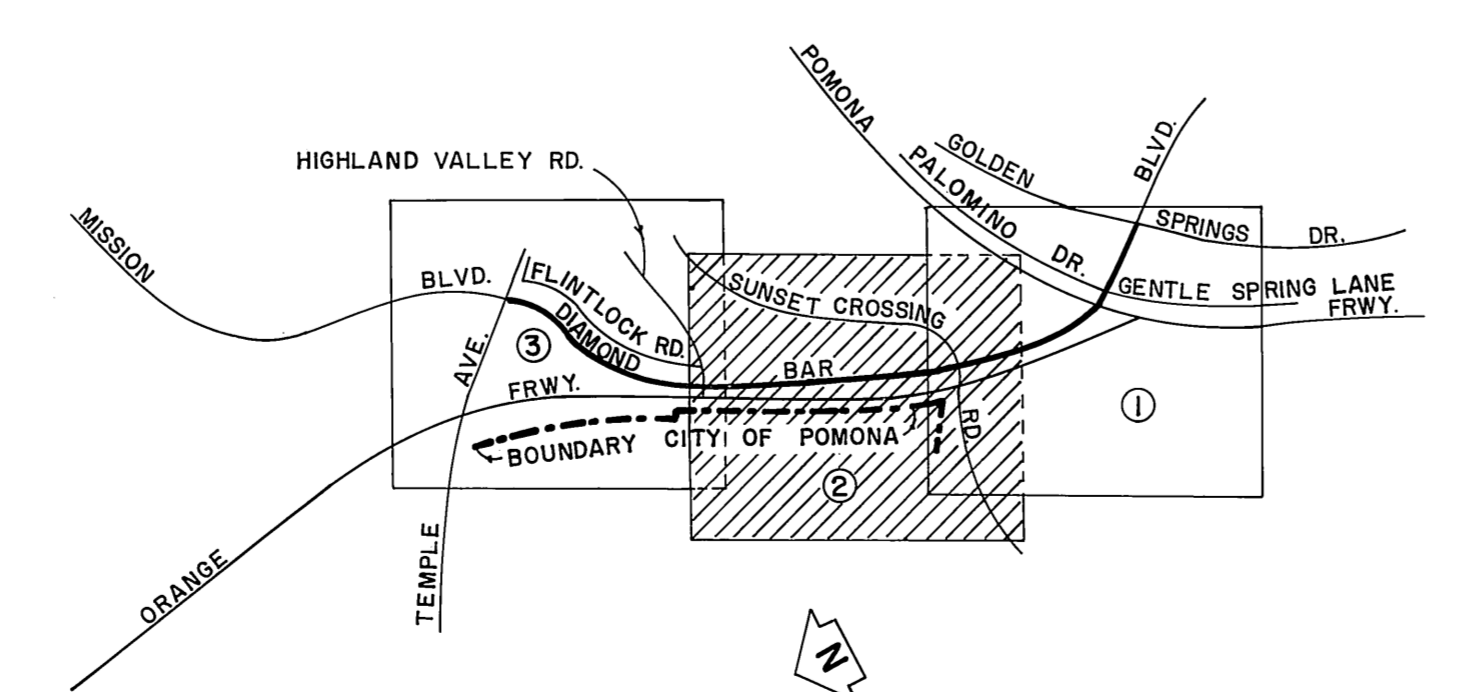 POMONA
GOLDEN
BLVD.
HIGHLAND VALLEY RD.
PALOMINO
MISSION
SPRINGS DR.
DR.
BLVD.
FLINTLOCK RD.
SUNSET CROSSING
GENTLE SPRING LANE
FRWY.
DIAMOND
③
AVE.
BAR
FRWY.
①
RD.
BOUNDARY CITY OF POMONA
②
ORANGE
TEMPLE
N